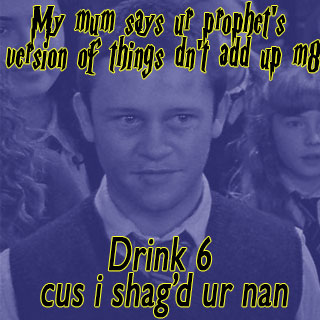 My mum says ur prophet's
version of things dn't add up m8
Drink 6
cus i shag'd ur nan